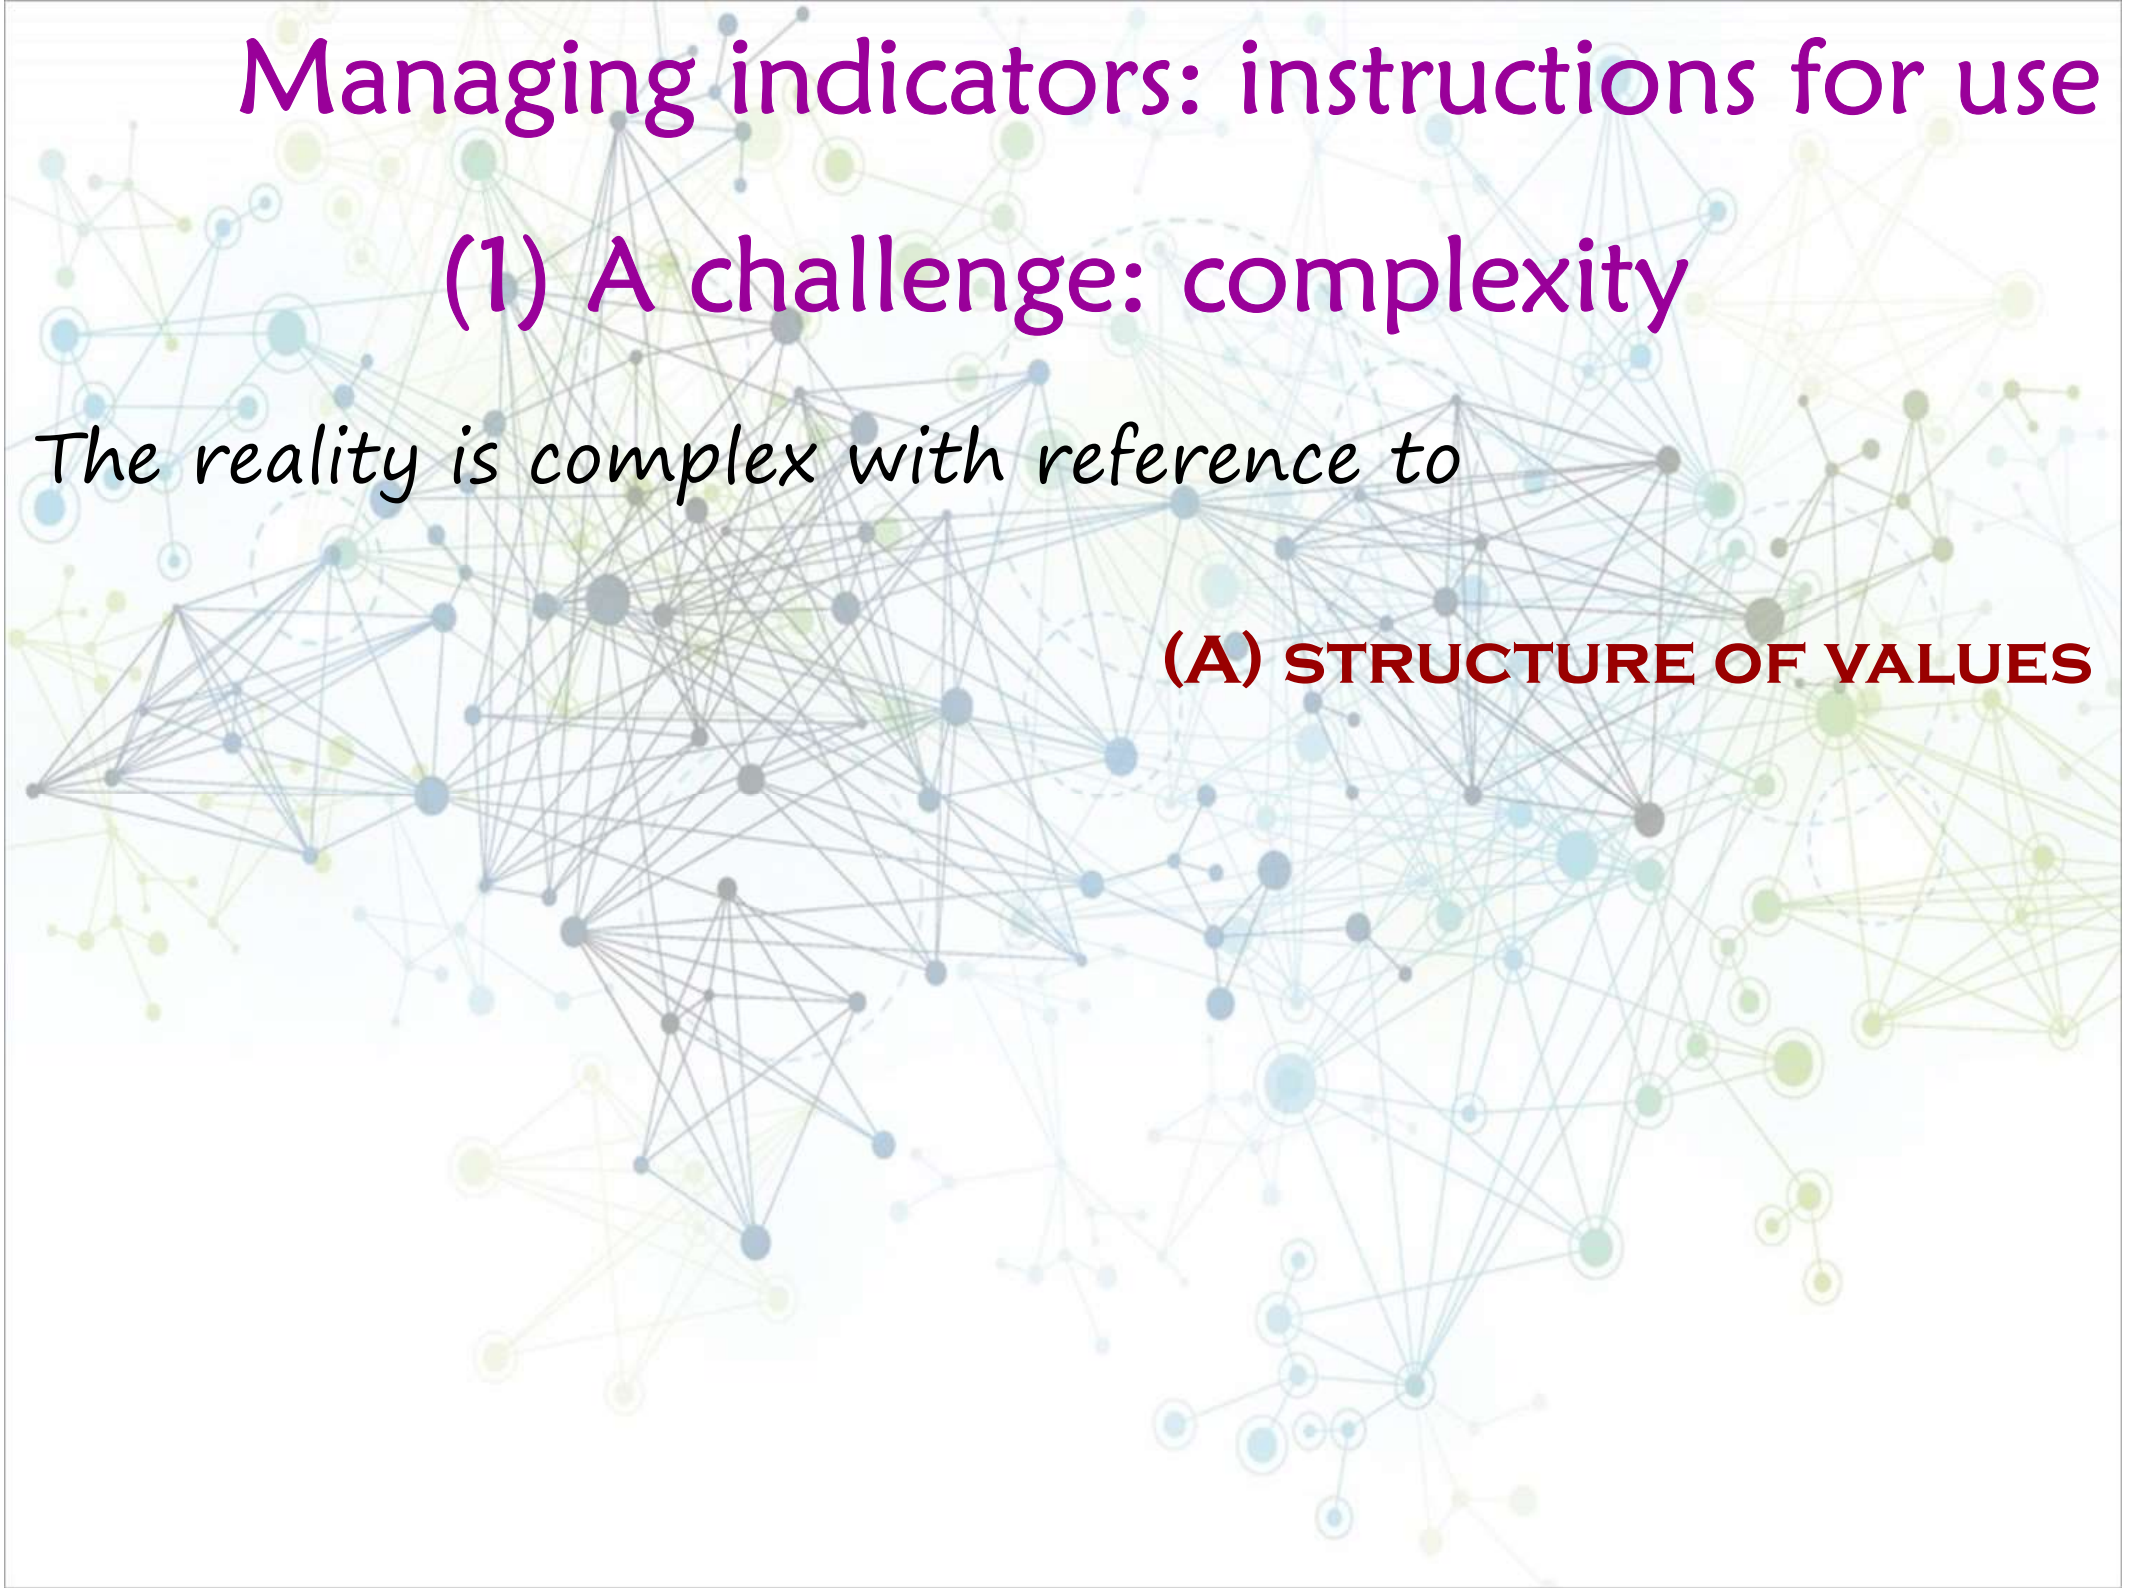 Managing indicators: instructions for use
(1) A challenge: complexity
The reality is complex with reference to
(A) STRUCTURE OF VALUES